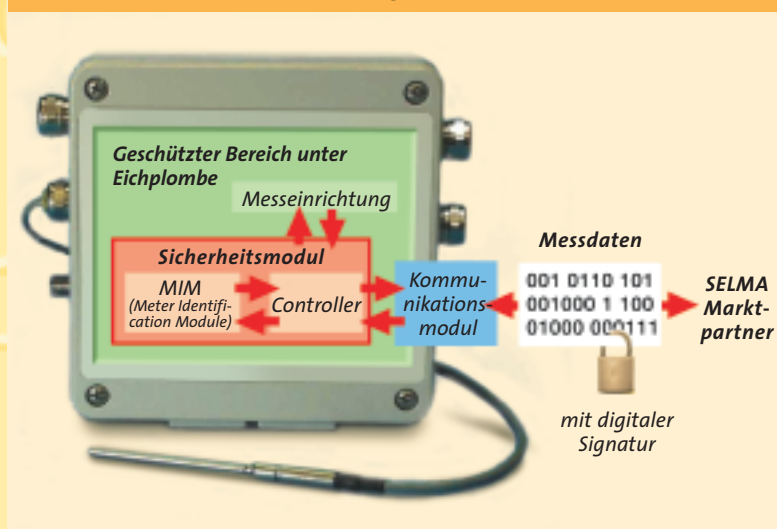 Geschützter Bereich unter
Eichplombe
Messeinrichtung
Sicherheitsmodul
MIM
(Meter Identifi-
cation Module)
Controller
Kommu-
nikations-
modul
Messdaten
001 0110 101
001000 1 100
01000 000111
mit digitaler
Signatur
SELMA
Markt-
partner